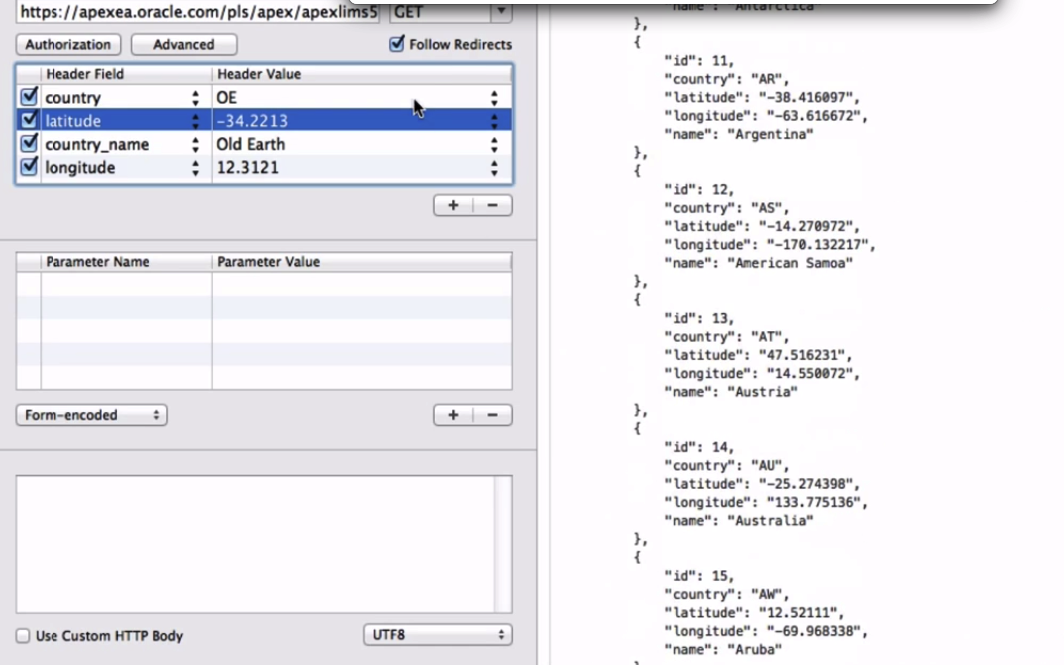 https://apexea.oracle.com/pls/apex/apexlims5 GET
Authorization Advanced Follow Redirects
Header Field Header Value
country OE
latitude -34.2213
country_name Old Earth
longitude 12.3121
+ −
Parameter Name Parameter Value
Form-encoded + −
Use Custom HTTP Body UTF8
"name": "Antarctica"
},
{
"id": 11,
"country": "AR",
"latitude": "-38.416097",
"longitude": "-63.616672",
"name": "Argentina"
},
{
"id": 12,
"country": "AS",
"latitude": "-14.270972",
"longitude": "-170.132217",
"name": "American Samoa"
},
{
"id": 13,
"country": "AT",
"latitude": "47.516231",
"longitude": "14.550072",
"name": "Austria"
},
{
"id": 14,
"country": "AU",
"latitude": "-25.274398",
"longitude": "133.775136",
"name": "Australia"
},
{
"id": 15,
"country": "AW",
"latitude": "12.52111",
"longitude": "-69.968338",
"name": "Aruba"